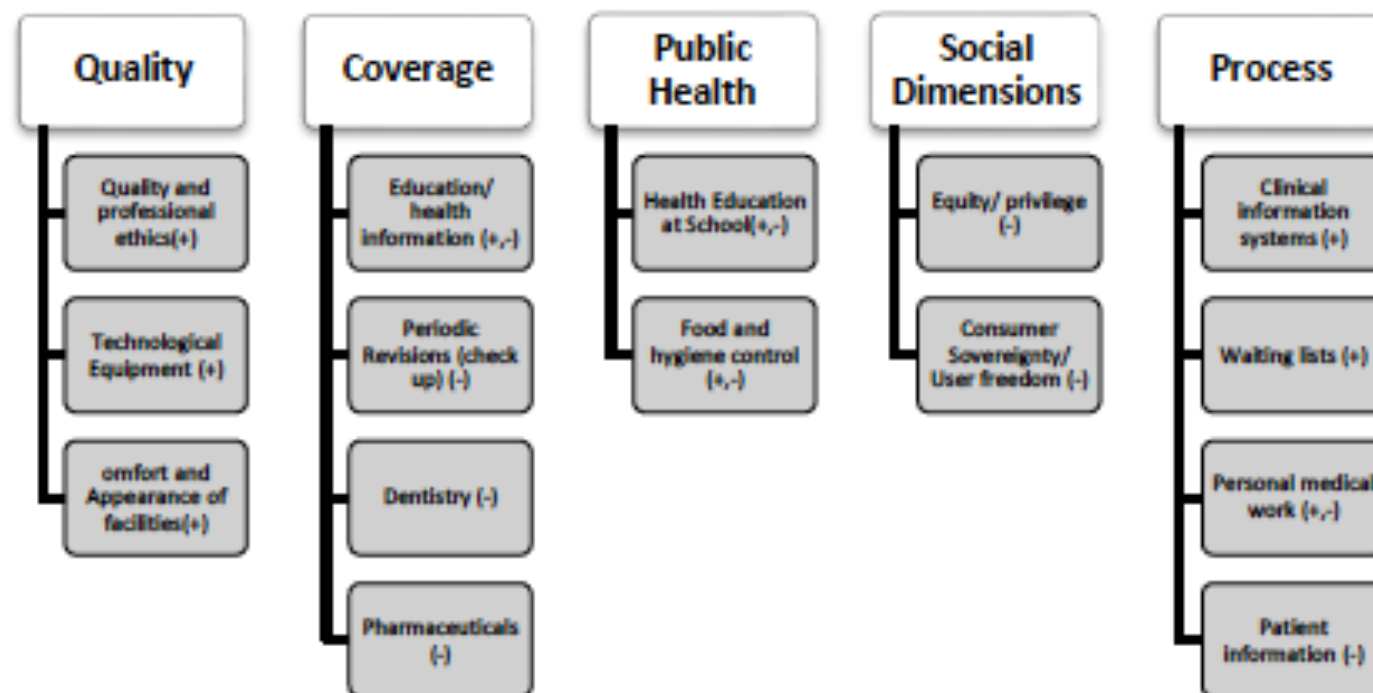 Quality
Quality and
professional
ethics(+)
Technological
Equipment (+)
omfort and
Appearance of
facilities(+)
Coverage
Education/
health
information (+,-)
Periodic
Revisions (check
up) (-)
Dentistry (-)
Pharmaceuticals
(-)
Public
Health
Health Education
at School(+,-)
Food and
hygiene control
(+,-)
Social
Dimensions
Equity/ privilege
(-)
Consumer
Sovereignty/
User freedom (-)
Process
Clinical
information
systems (+)
Waiting lists (+)
Personal medical
work (+,-)
Patient
information (-)